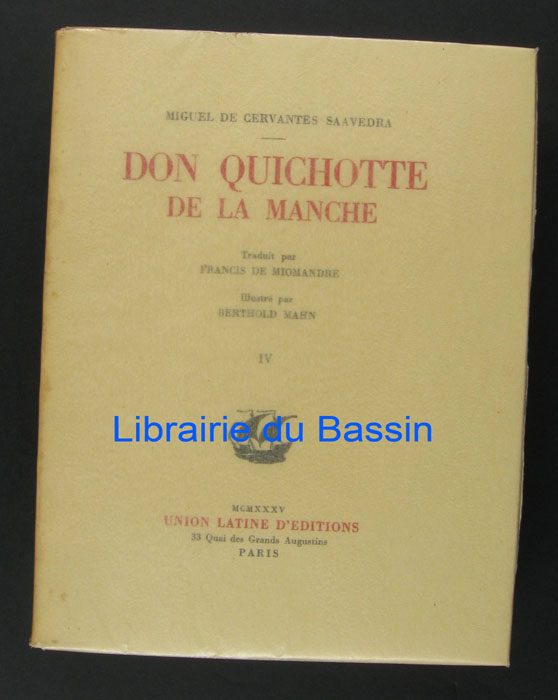 MIGUEL DE CERVANTES SAAVEDRA
DON QUICHOTTE
DE LA MANCHE
Traduit par
FRANCIS DE MIOMANDRE
Illustré par
BERTHOLD MAHN
IV
Librairie du Bassin
MCMXXXV
UNION LATINE D'EDITIONS
33 Quai des Grands Augustins
PARIS